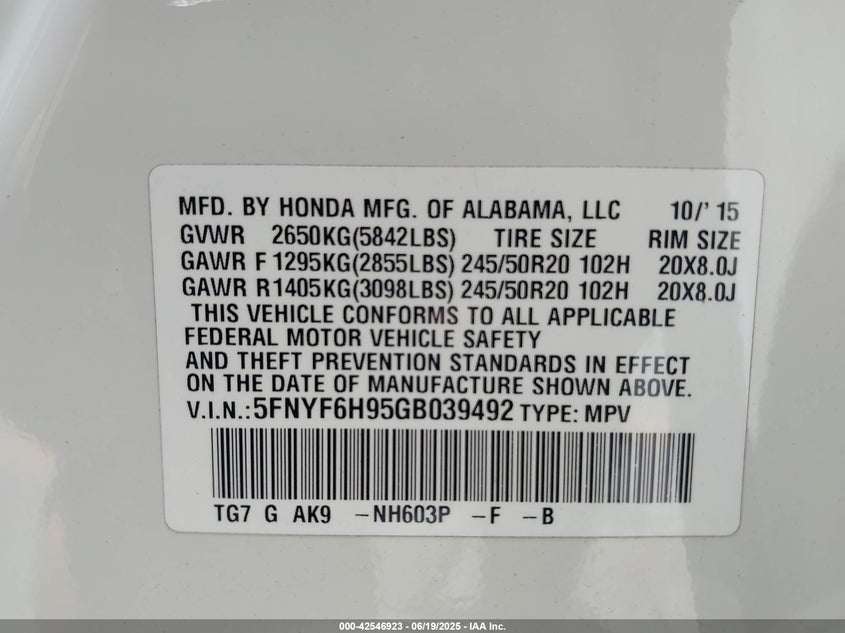 MFD. BY HONDA MFG. OF ALABAMA, LLC 10/' 15
GVWR 2650KG(5842LBS) TIRE SIZE RIM SIZE
GAWR F 1295KG(2855LBS) 245/50R20 102H 20X8.0J
GAWR R1405KG(3098LBS) 245/50R20 102H 20X8.0J
THIS VEHICLE CONFORMS TO ALL APPLICABLE
FEDERAL MOTOR VEHICLE SAFETY
AND THEFT PREVENTION STANDARDS IN EFFECT
ON THE DATE OF MANUFACTURE SHOWN ABOVE.
V.I.N.:5FNYF6H95GB039492 TYPE: MPV
TG7 G AK9 -NH603P -F -B
000-42546923 / 06/19/2025 - IAA Inc.